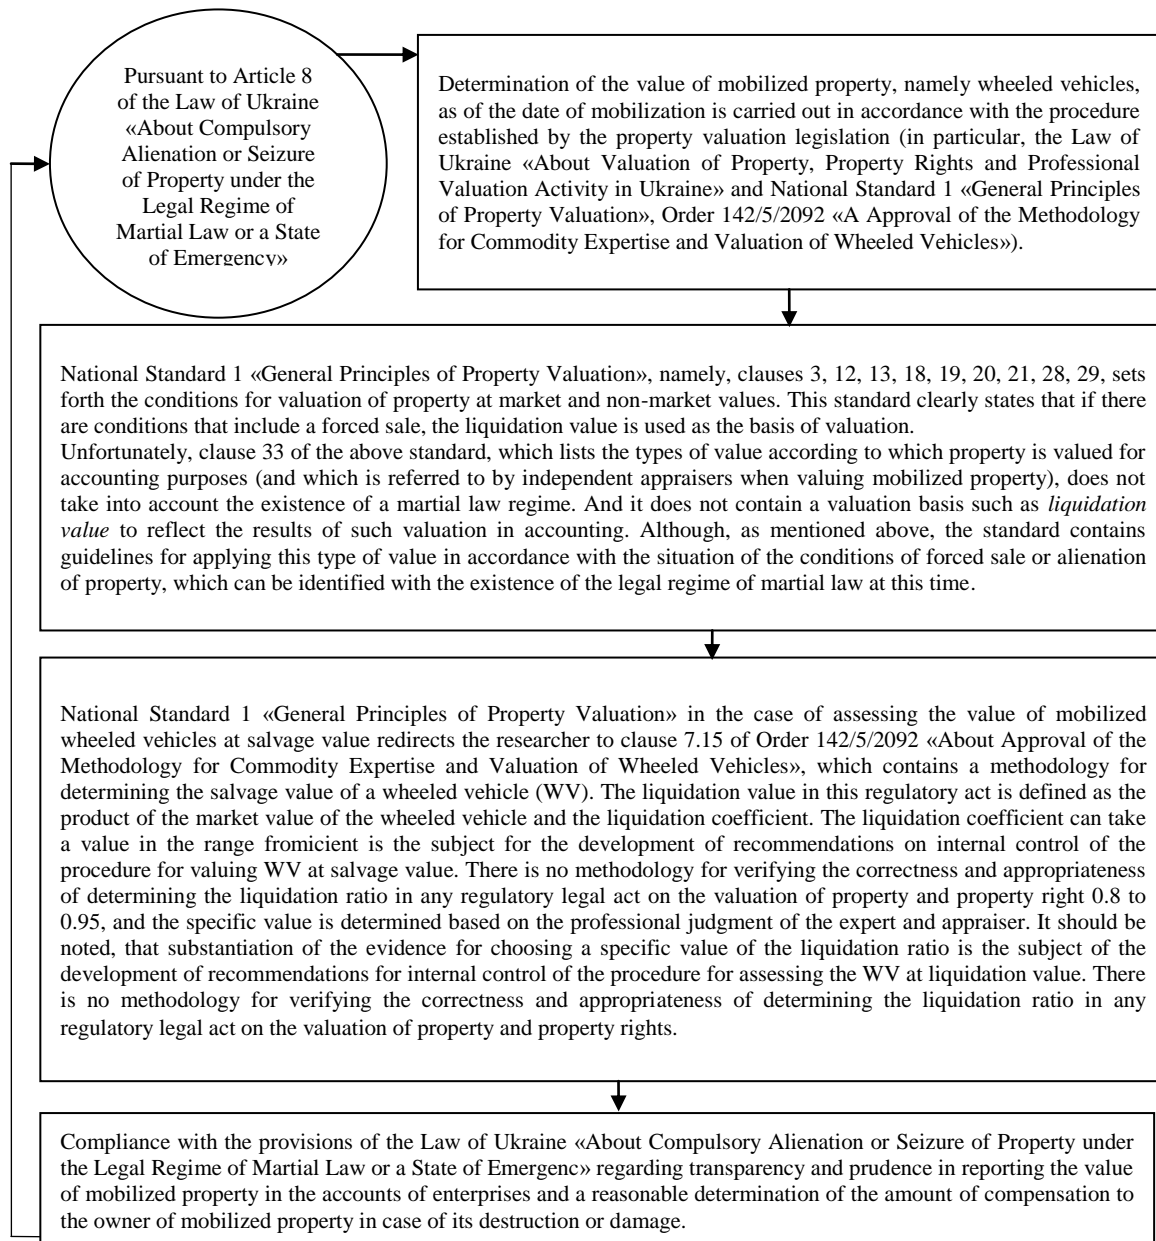 Pursuant to Article 8
of the Law of Ukraine
«About Compulsory
Alienation or Seizure
of Property under the
Legal Regime of
Martial Law or a State
of Emergency»
Determination of the value of mobilized property, namely wheeled vehicles,
as of the date of mobilization is carried out in accordance with the procedure
established by the property valuation legislation (in particular, the Law of
Ukraine «About Valuation of Property, Property Rights and Professional
Valuation Activity in Ukraine» and National Standard 1 «General Principles
of Property Valuation», Order 142/5/2092 «A Approval of the Methodology
for Commodity Expertise and Valuation of Wheeled Vehicles»).
National Standard 1 «General Principles of Property Valuation», namely, clauses 3, 12, 13, 18, 19, 20, 21, 28, 29, sets
forth the conditions for valuation of property at market and non-market values. This standard clearly states that if there
are conditions that include a forced sale, the liquidation value is used as the basis of valuation.
Unfortunately, clause 33 of the above standard, which lists the types of value according to which property is valued for
accounting purposes (and which is referred to by independent appraisers when valuing mobilized property), does not
take into account the existence of a martial law regime. And it does not contain a valuation basis such as liquidation
value to reflect the results of such valuation in accounting. Although, as mentioned above, the standard contains
guidelines for applying this type of value in accordance with the situation of the conditions of forced sale or alienation
of property, which can be identified with the existence of the legal regime of martial law at this time.
National Standard 1 «General Principles of Property Valuation» in the case of assessing the value of mobilized
wheeled vehicles at salvage value redirects the researcher to clause 7.15 of Order 142/5/2092 «About Approval of the
Methodology for Commodity Expertise and Valuation of Wheeled Vehicles», which contains a methodology for
determining the salvage value of a wheeled vehicle (WV). The liquidation value in this regulatory act is defined as the
product of the market value of the wheeled vehicle and the liquidation coefficient. The liquidation coefficient can take
a value in the range fromicient is the subject for the development of recommendations on internal control of the
procedure for valuing WV at salvage value. There is no methodology for verifying the correctness and appropriateness
of determining the liquidation ratio in any regulatory legal act on the valuation of property and property right 0.8 to
0.95, and the specific value is determined based on the professional judgment of the expert and appraiser. It should be
noted, that substantiation of the evidence for choosing a specific value of the liquidation ratio is the subject of the
development of recommendations for internal control of the procedure for assessing the WV at liquidation value. There
is no methodology for verifying the correctness and appropriateness of determining the liquidation ratio in any
regulatory legal act on the valuation of property and property rights.
Compliance with the provisions of the Law of Ukraine «About Compulsory Alienation or Seizure of Property under
the Legal Regime of Martial Law or a State of Emergenc» regarding transparency and prudence in reporting the value
of mobilized property in the accounts of enterprises and a reasonable determination of the amount of compensation to
the owner of mobilized property in case of its destruction or damage.